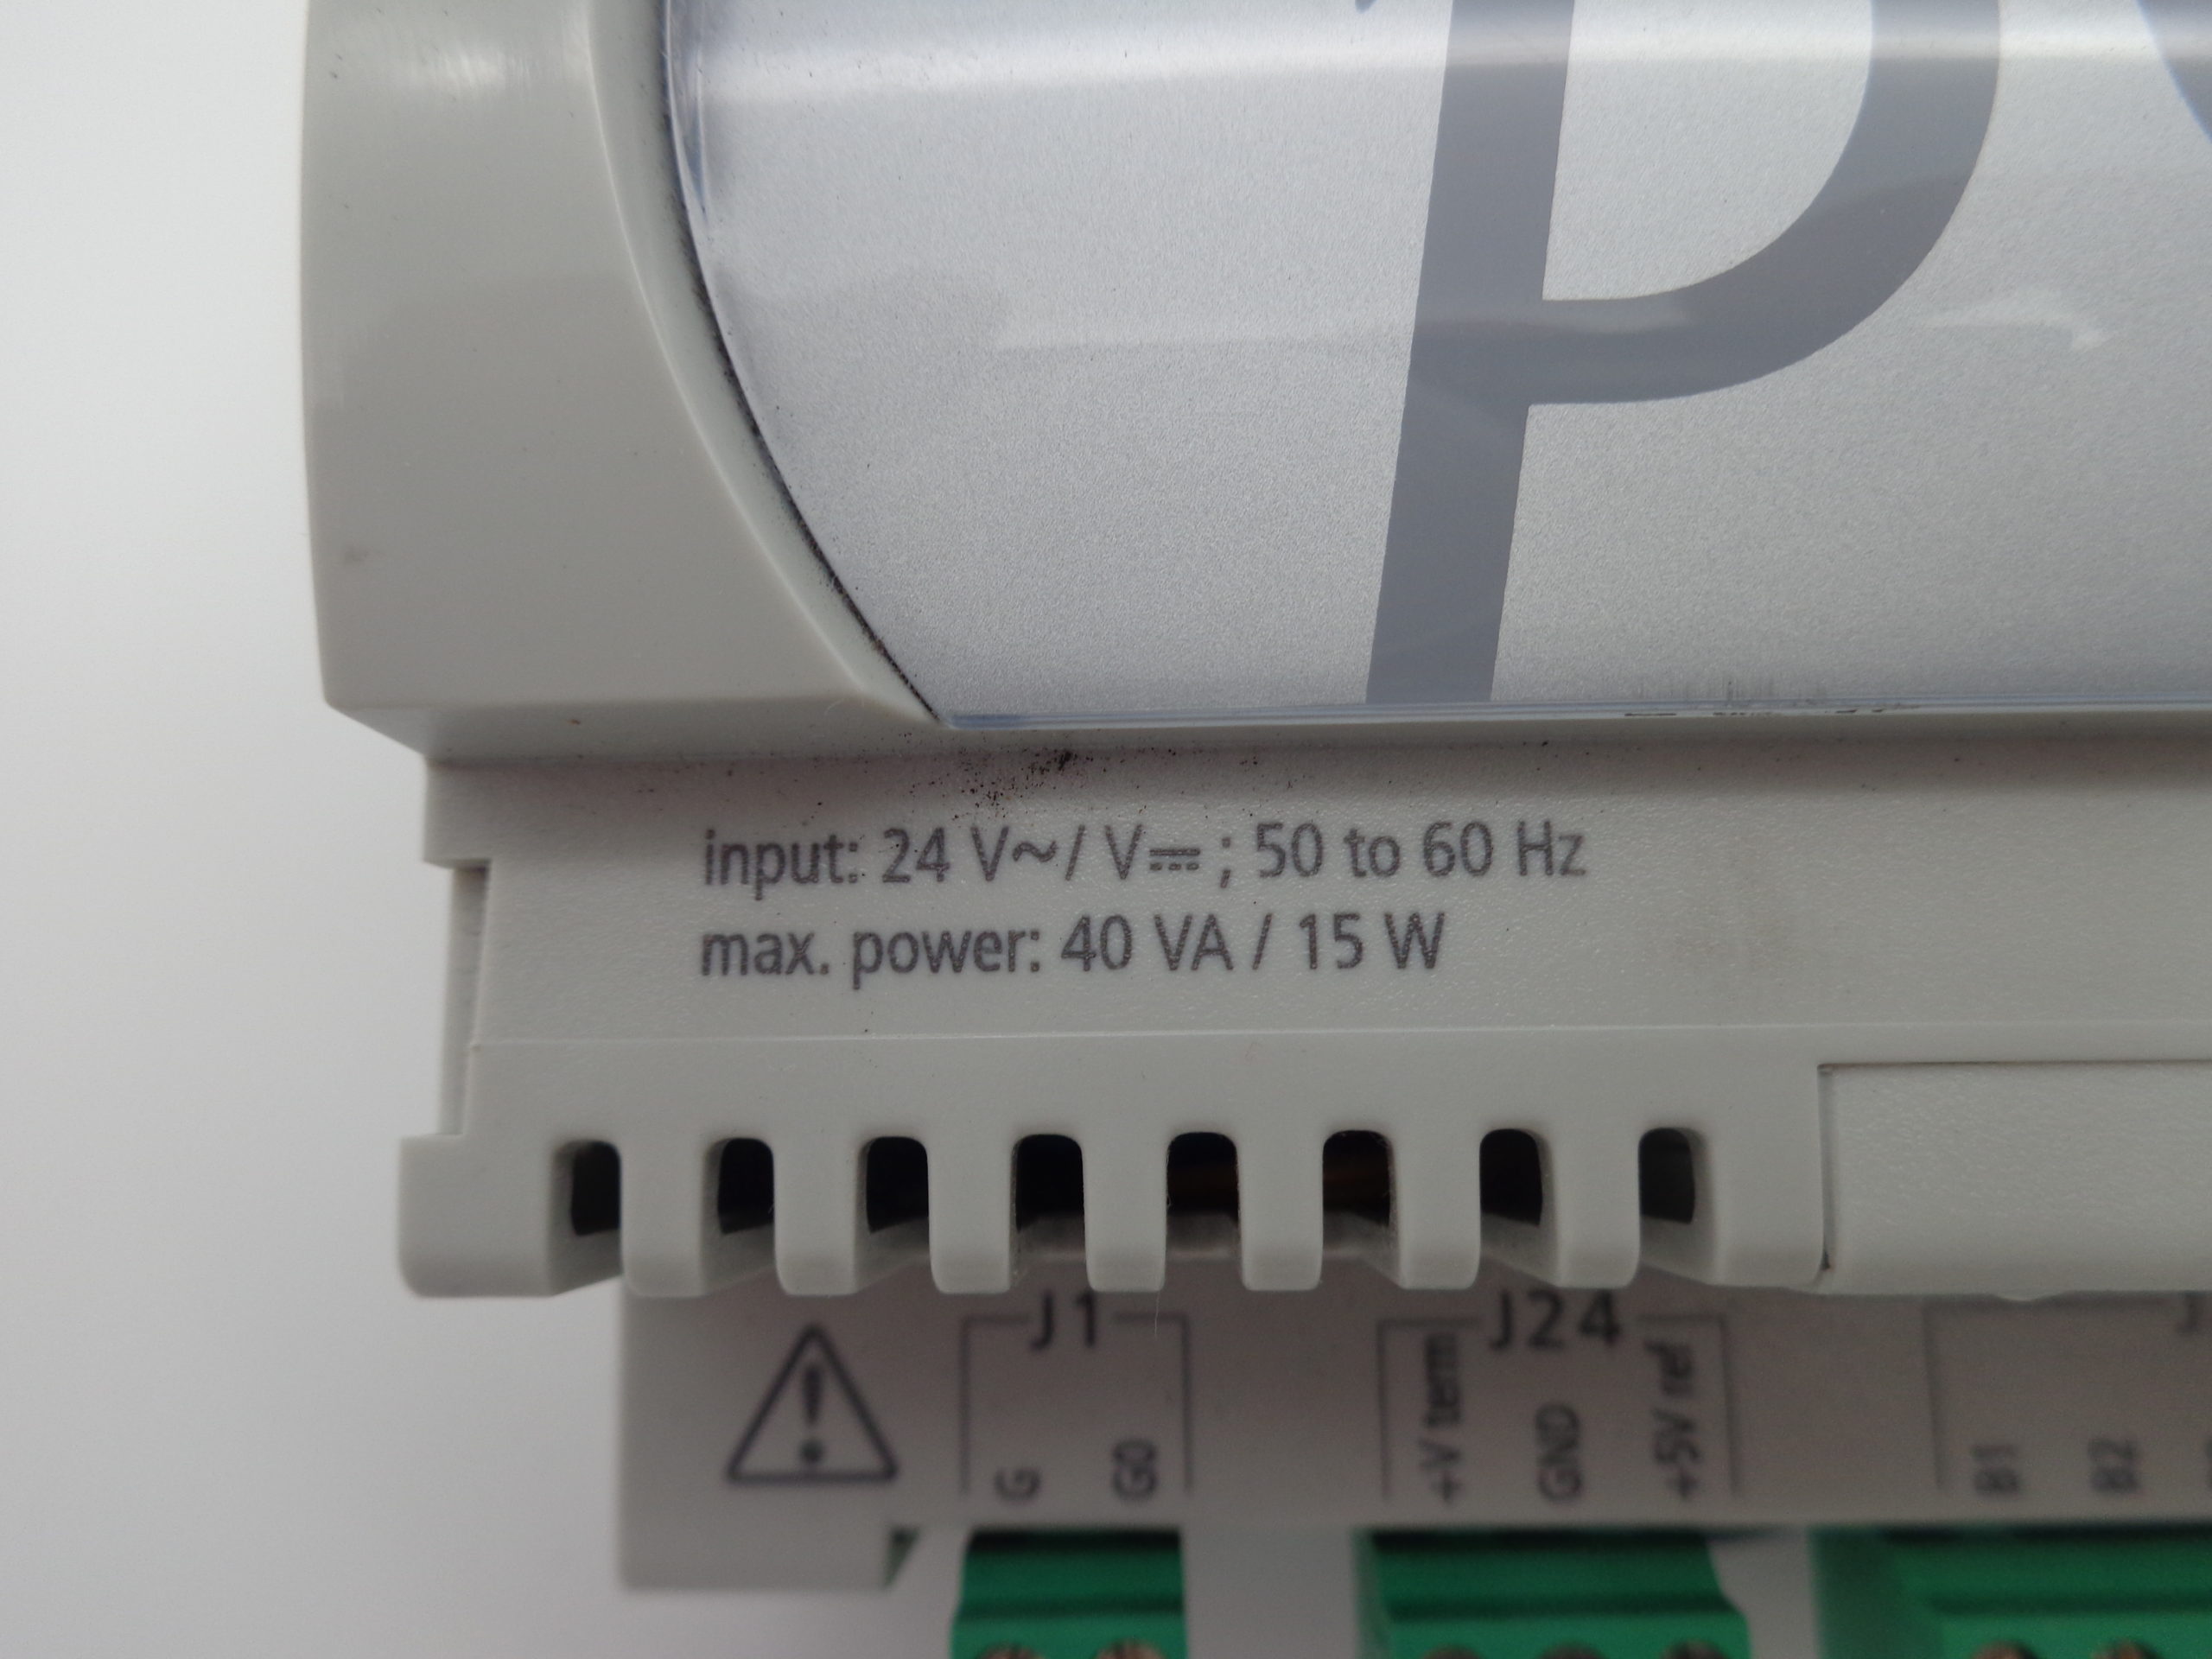 p
input: 24 V~/ V⎓ ; 50 to 60 Hz
max. power: 40 VA / 15 W
J1
J24
G
G0
+V term
GND
+5V ref
B1
B2